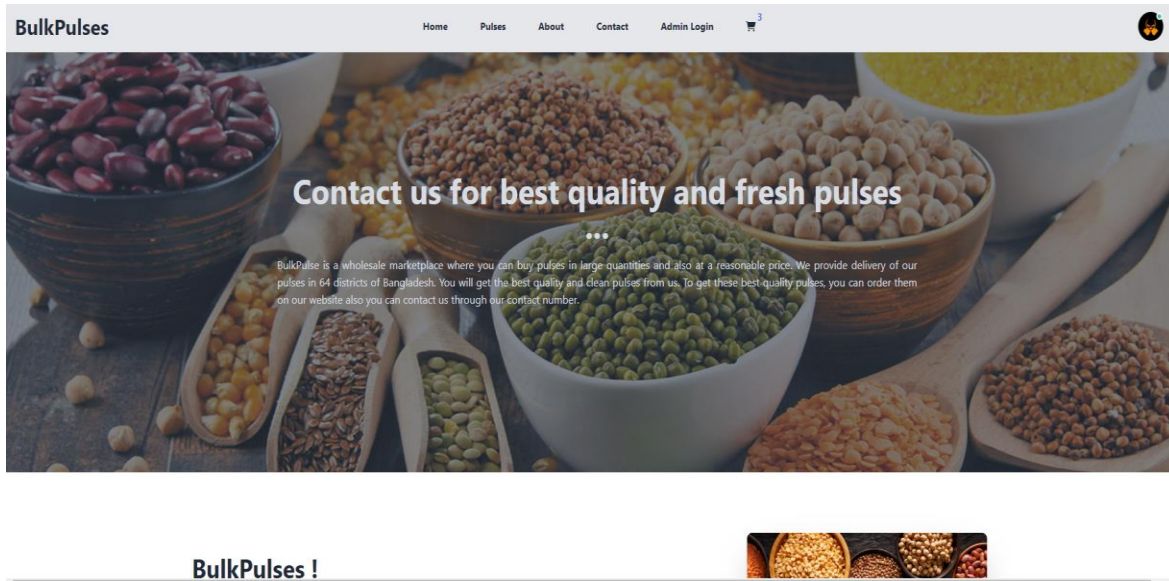 BulkPulses
Home Pulses About Contact Admin Login 3
Contact us for best quality and fresh pulses
BulkPulse is a wholesale marketplace where you can buy pulses in large quantities and also at a reasonable price. We provide delivery of our
pulses in 64 districts of Bangladesh. You will get the best quality and clean pulses from us. To get these best-quality pulses, you can order them
on our website also you can contact us through our contact number.
BulkPulses !